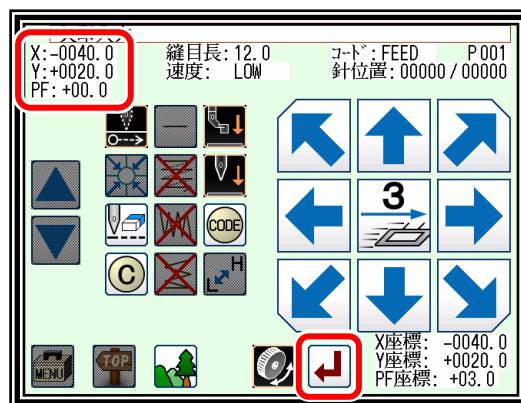 X:-0040.0
Y:+0020.0
PF:+00.0
縫目長:12.0
速度: LOW
コード:FEED P001
針位置:00000/00000
CODE
C
H
L
3
MENU
TOP
X座標: -0040.0
Y座標: +0020.0
PF座標: +03.0